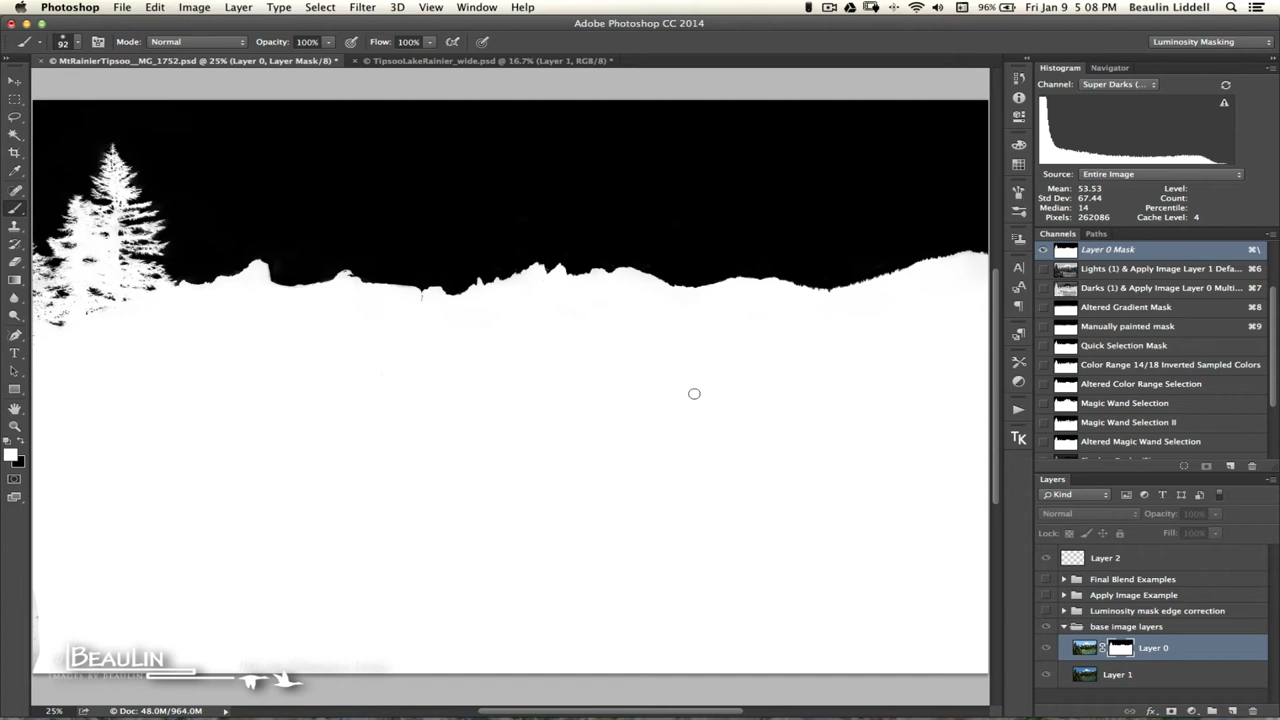 Photoshop File Edit Image Layer Type Select Filter 3D View Window Help 96% Fri Jan 9 5:08 PM Beaulin Liddell
Adobe Photoshop CC 2014
92 Mode: Normal Opacity: 100% Flow: 100% Luminosity Masking
× MtRainierTipsoo__MG_1752.psd @ 25% (Layer 0, Layer Mask/8) * × TipsooLakeRainier_wide.psd @ 16.7% (Layer 1, RGB/8) *
Histogram Navigator
Channel: Super Darks (...
Source: Entire Image
Mean: 53.53 Level:
Std Dev: 67.44 Count:
Median: 14 Percentile:
Pixels: 262086 Cache Level: 4
Channels Paths
Layer 0 Mask ⌘\
Lights (1) & Apply Image Layer 1 Defa... ⌘6
Darks (1) & Apply Image Layer 0 Multi... ⌘7
Altered Gradient Mask ⌘8
Manually painted mask ⌘9
Quick Selection Mask
Color Range 14/18 Inverted Sampled Colors
Altered Color Range Selection
Magic Wand Selection
Magic Wand Selection II
Altered Magic Wand Selection
TK
Layers
Kind
Normal Opacity: 100%
Lock: Fill: 100%
Layer 2
Final Blend Examples
Apply Image Example
Luminosity mask edge correction
base image layers
Layer 0
Layer 1
BEAULIN
IMAGES BY BEAULIN
25% Doc: 48.0M/964.0M